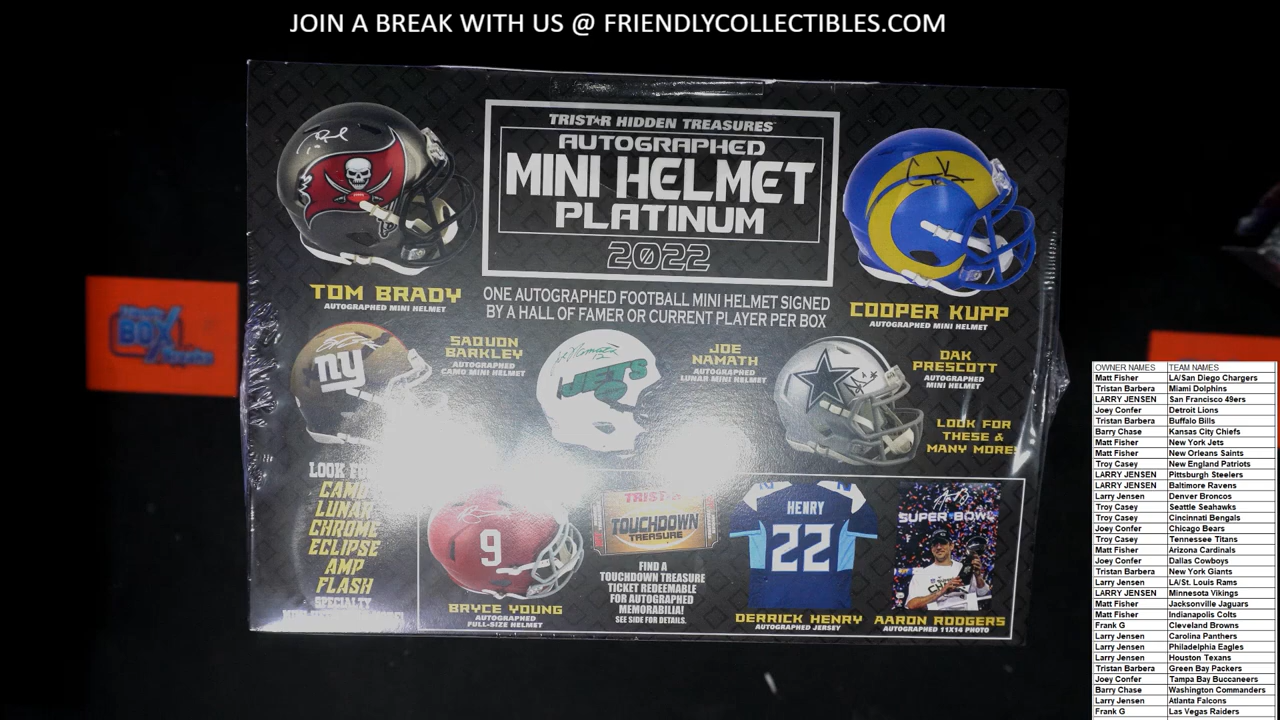 JOIN A BREAK WITH US @ FRIENDLYCOLLECTIBLES.COM
TRISTAR HIDDEN TREASURES
AUTOGRAPHED
MINI HELMET
PLATINUM
2022
TOM BRADY
AUTOGRAPHED MINI HELMET
ONE AUTOGRAPHED FOOTBALL MINI HELMET SIGNED
BY A HALL OF FAMER OR CURRENT PLAYER PER BOX
COOPER KUPP
AUTOGRAPHED MINI HELMET
ny
SAQUON
BARKLEY
AUTOGRAPHED
CAMO MINI HELMET
JETS
JOE
NAMATH
AUTOGRAPHED
LUNAR MINI HELMET
DAK
PRESCOTT
AUTOGRAPHED
MINI HELMET
LOOK FOR
THESE &
MANY MORE!
LOOK
CAMO
LUNAR
CHROME
ECLIPSE
AMP
FLASH
SPECIALTY
9
BRYCE YOUNG
AUTOGRAPHED
FULL-SIZE HELMET
TRISTAR
TOUCHDOWN
TREASURE
FIND A
TOUCHDOWN TREASURE
TICKET REDEEMABLE
FOR AUTOGRAPHED
MEMORABILIA!
SEE SIDE FOR DETAILS.
HENRY
22
DERRICK HENRY
AUTOGRAPHED JERSEY
SUPER BOWL
AARON RODGERS
AUTOGRAPHED 11X14 PHOTO
BOX
OWNER NAMES TEAM NAMES
Matt Fisher LA/San Diego Chargers
Tristan Barbera Miami Dolphins
LARRY JENSEN San Francisco 49ers
Joey Confer Detroit Lions
Tristan Barbera Buffalo Bills
Barry Chase Kansas City Chiefs
Matt Fisher New York Jets
Matt Fisher New Orleans Saints
Troy Casey New England Patriots
LARRY JENSEN Pittsburgh Steelers
LARRY JENSEN Baltimore Ravens
Larry Jensen Denver Broncos
Troy Casey Seattle Seahawks
Troy Casey Cincinnati Bengals
Joey Confer Chicago Bears
Troy Casey Tennessee Titans
Matt Fisher Arizona Cardinals
Joey Confer Dallas Cowboys
Tristan Barbera New York Giants
Larry Jensen LA/St. Louis Rams
LARRY JENSEN Minnesota Vikings
Matt Fisher Jacksonville Jaguars
Matt Fisher Indianapolis Colts
Frank G Cleveland Browns
Larry Jensen Carolina Panthers
Larry Jensen Philadelphia Eagles
Larry Jensen Houston Texans
Tristan Barbera Green Bay Packers
Joey Confer Tampa Bay Buccaneers
Barry Chase Washington Commanders
Larry Jensen Atlanta Falcons
Frank G Las Vegas Raiders